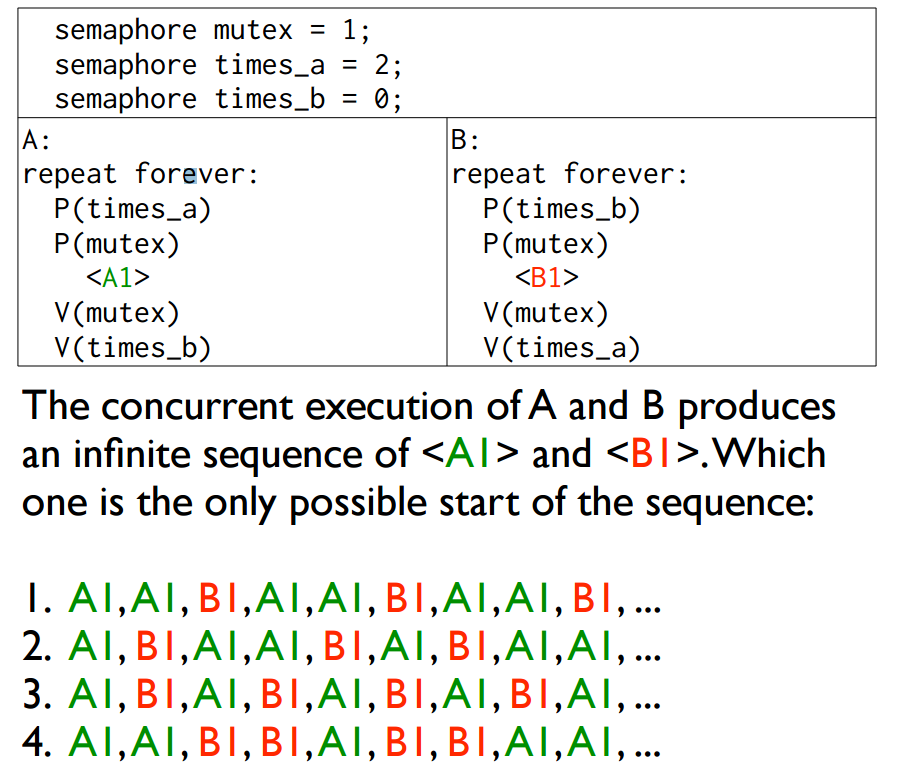 semaphore mutex = 1;
semaphore times_a = 2;
semaphore times_b = 0;
A:
repeat forever:
P(times_a)
P(mutex)
<A1>
V(mutex)
V(times_b)
B:
repeat forever:
P(times_b)
P(mutex)
<B1>
V(mutex)
V(times_a)
The concurrent execution of A and B produces
an infinite sequence of <A1> and <B1>. Which
one is the only possible start of the sequence:
1. A1, A1, B1, A1, A1, B1, A1, A1, B1, ...
2. A1, B1, A1, A1, B1, A1, B1, A1, A1, ...
3. A1, B1, A1, B1, A1, B1, A1, B1, A1, ...
4. A1, A1, B1, B1, A1, B1, B1, A1, A1, ...